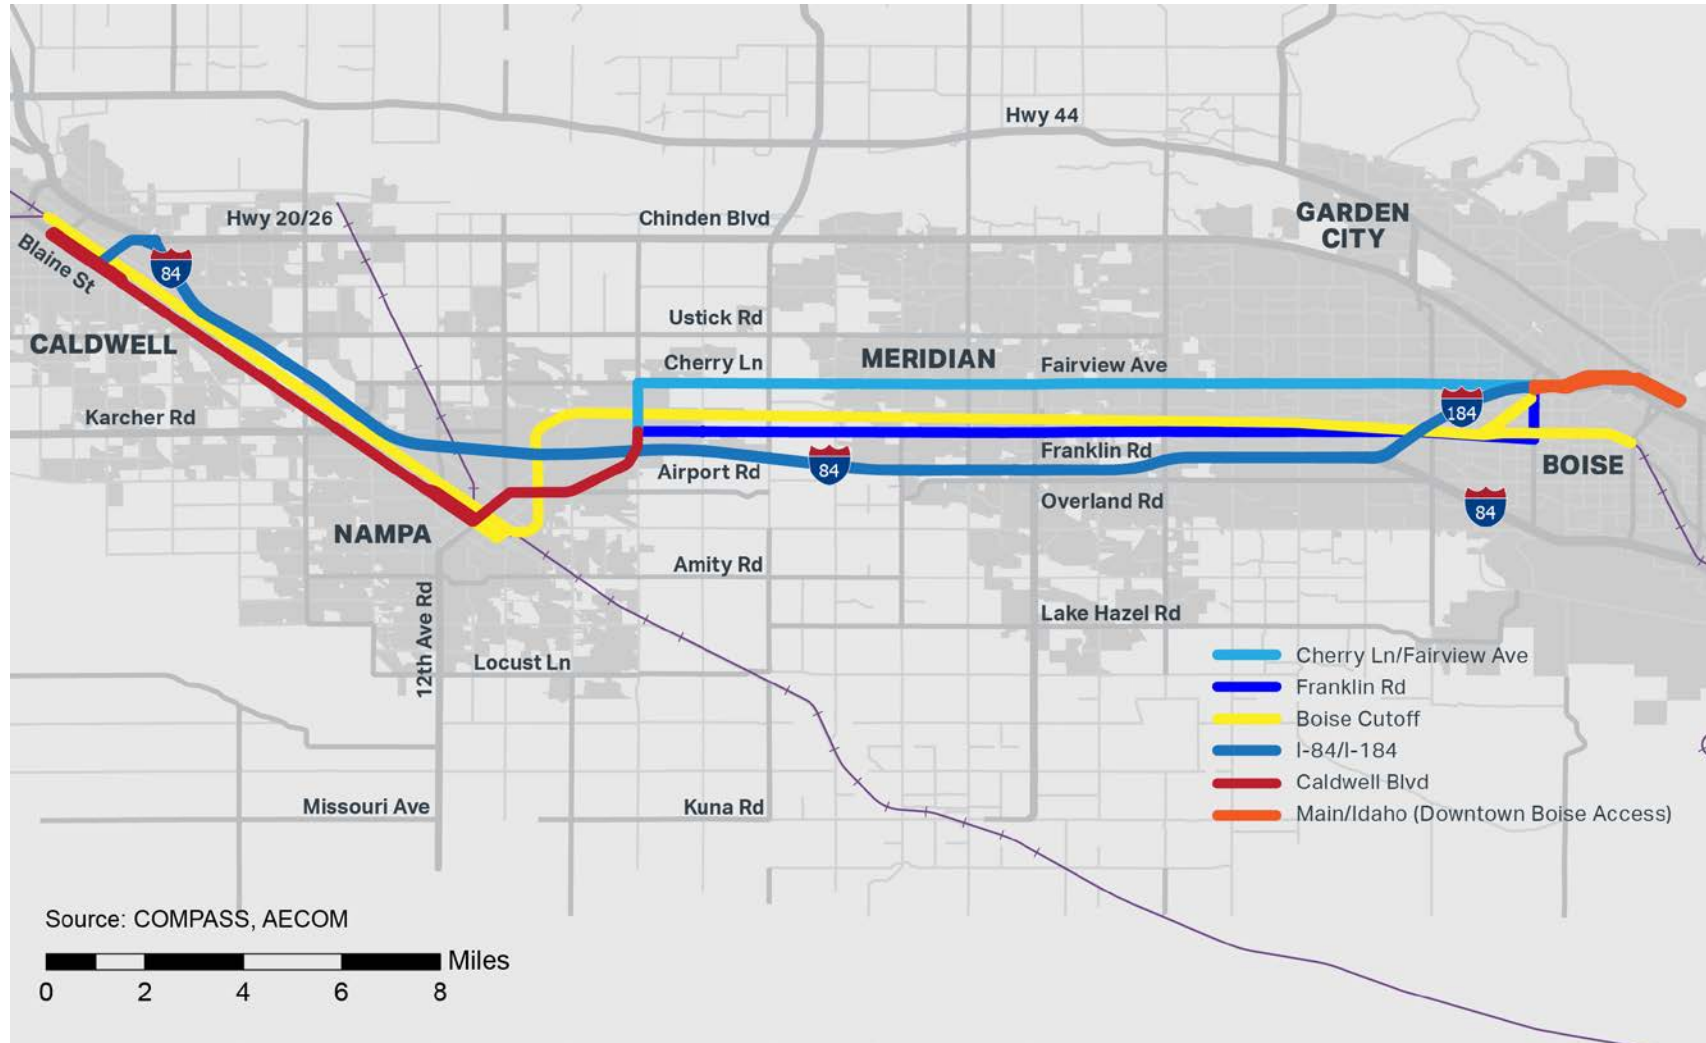 Hwy 44
GARDEN
CITY
Hwy 20/26
Chinden Blvd
84
Blaine St
Ustick Rd
CALDWELL
Cherry Ln
MERIDIAN
Fairview Ave
Karcher Rd
184
Franklin Rd
84
Airport Rd
BOISE
Overland Rd
84
NAMPA
Amity Rd
12th Ave Rd
Lake Hazel Rd
Locust Ln
Cherry Ln/Fairview Ave
Franklin Rd
Boise Cutoff
I-84/I-184
Caldwell Blvd
Main/Idaho (Downtown Boise Access)
Missouri Ave
Kuna Rd
Source: COMPASS, AECOM
Miles
0 2 4 6 8